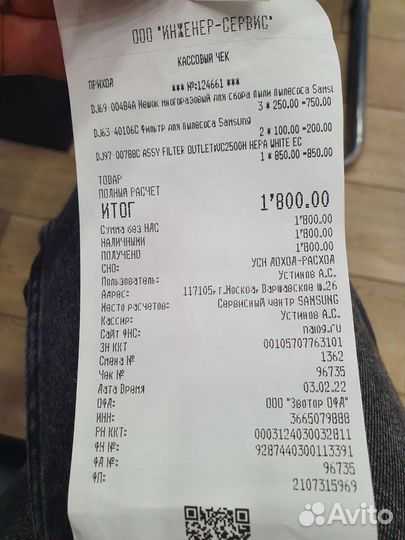 ООО "ИНЖЕНЕР-СЕРВИС"
КАССОВЫЙ ЧЕК
ПРИХОД
*** №:124661 ***
DJ69-00484A Мешок многоразовый для сбора пыли пылесоса Samsu
3 * 250.00 =750.00
DJ63-40106C Фильтр для пылесоса Samsung
2 * 100.00 =200.00
DJ97-00788C ASSY FILTER OUTLET;VC2500M HEPA WHITE EC
1 * 850.00 =850.00
ТОВАР
ПОЛНЫЙ РАСЧЕТ
ИТОГ 1'800.00
Сумма без НДС 1'800.00
НАЛИЧНЫМИ 1'800.00
ПОЛУЧЕНО 1'800.00
СНО: УСН ДОХОД-РАСХОД
Пользователь: Устинов А.С.
Адрес: 117105, г.Москва, Варшавское ш.26
Место расчетов: Сервисный центр SAMSUNG
Кассир: Устинов А.С.
Сайт ФНС: nalog.ru
ЗН ККТ 00105707763101
Смена № 1362
Чек № 96735
Дата Время 03.02.22
ОФД: ООО "Эвотор ОФД"
ИНН: 3665079888
РН ККТ: 0003124030032811
ФН №: 9287440300113391
ФД №: 96735
ФП: 2107315969
Avito